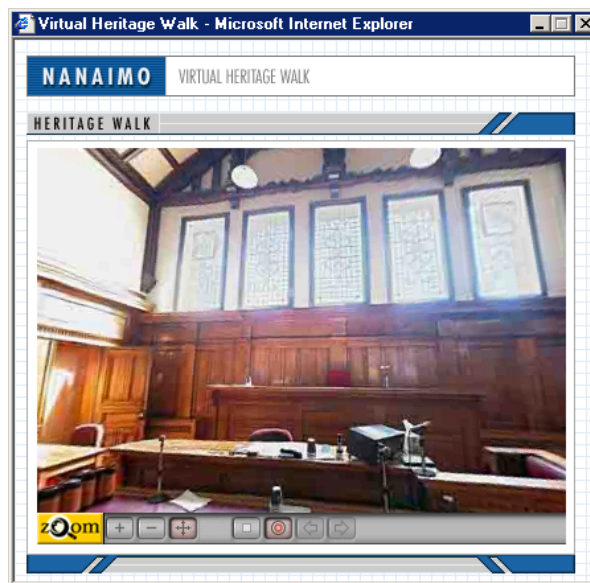 Virtual Heritage Walk - Microsoft Internet Explorer
NANAIMO VIRTUAL HERITAGE WALK
HERITAGE WALK
zOom